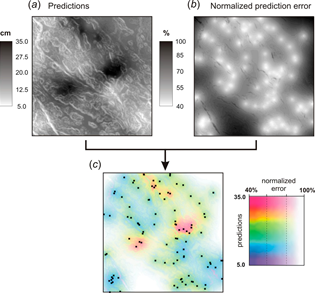 (a) Predictions
(b) Normalized prediction error
cm
35.0
27.5
20.0
12.5
5.0
%
100
85
70
55
40
(c)
normalized error
40% 100%
35.0
predictions
5.0